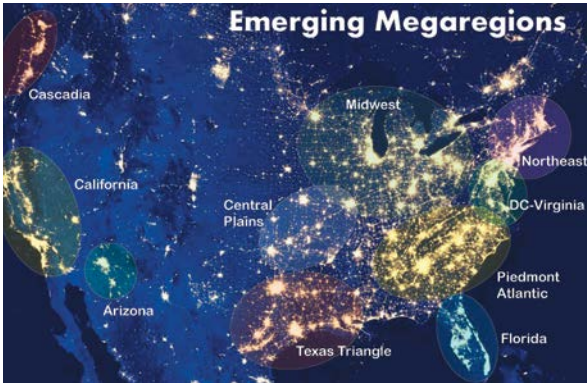 Emerging Megaregions
Cascadia
Midwest
Northeast
California
Central
Plains
DC-Virginia
Arizona
Piedmont
Atlantic
Florida
Texas Triangle